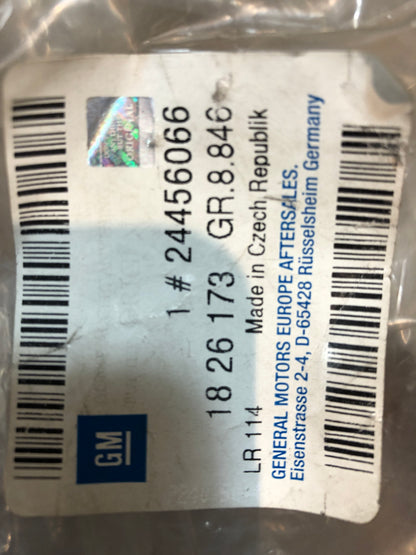 1 # 24456066
18 26 173 GR.8.846
LR 114 Made in Czech Republik
GENERAL MOTORS EUROPE AFTERSALES.
Eisenstrasse 2-4, D-65428 Rüsselsheim Germany
GM
ORIGINAL